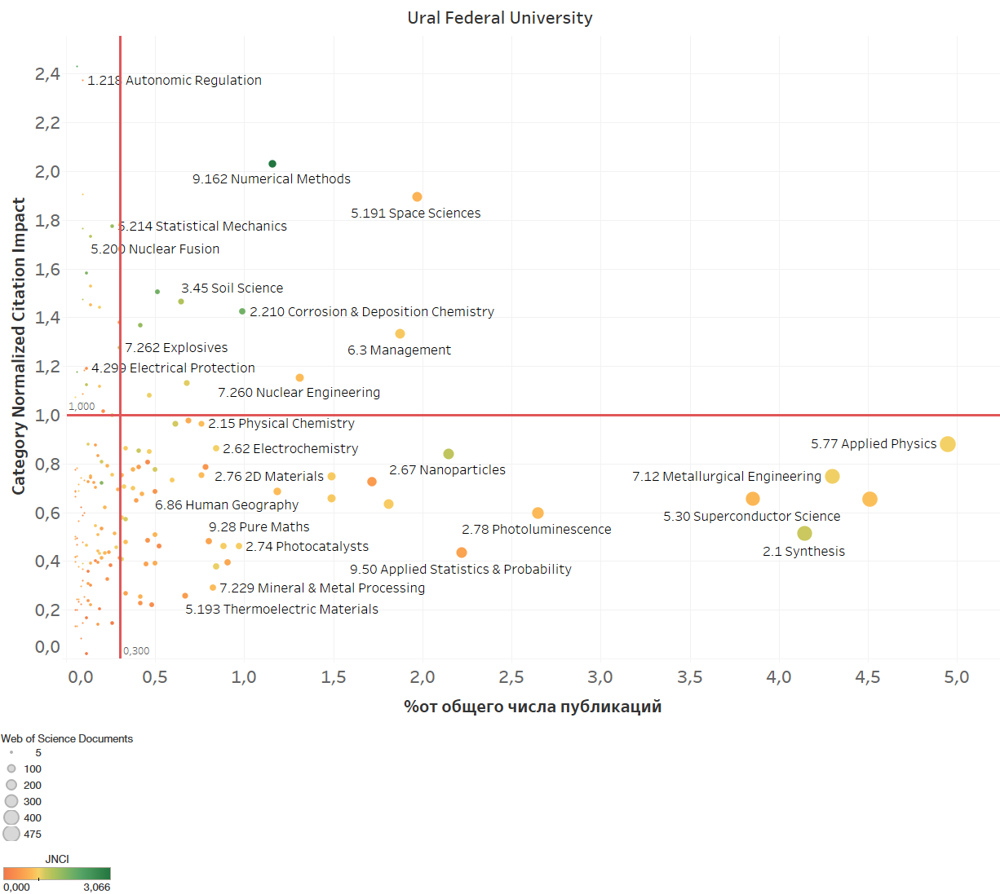 Ural Federal University
2,4
1.218 Autonomic Regulation
2,2
2,0
9.162 Numerical Methods
5.191 Space Sciences
1,8
5.214 Statistical Mechanics
5.200 Nuclear Fusion
1,6
3.45 Soil Science
1,4
2.210 Corrosion & Deposition Chemistry
7.262 Explosives
6.3 Management
1,2
4.299 Electrical Protection
7.260 Nuclear Engineering
1,000
1,0
2.15 Physical Chemistry
2.62 Electrochemistry
5.77 Applied Physics
0,8
2.67 Nanoparticles
2.76 2D Materials
7.12 Metallurgical Engineering
6.86 Human Geography
0,6
5.30 Superconductor Science
9.28 Pure Maths
2.78 Photoluminescence
2.74 Photocatalysts
2.1 Synthesis
0,4
9.50 Applied Statistics & Probability
7.229 Mineral & Metal Processing
0,2
5.193 Thermoelectric Materials
0,0
0,300
Category Normalized Citation Impact
0,0 0,5 1,0 1,5 2,0 2,5 3,0 3,5 4,0 4,5 5,0
%от общего числа публикаций
Web of Science Documents
5
100
200
300
400
475
JNCI
0,000 3,066